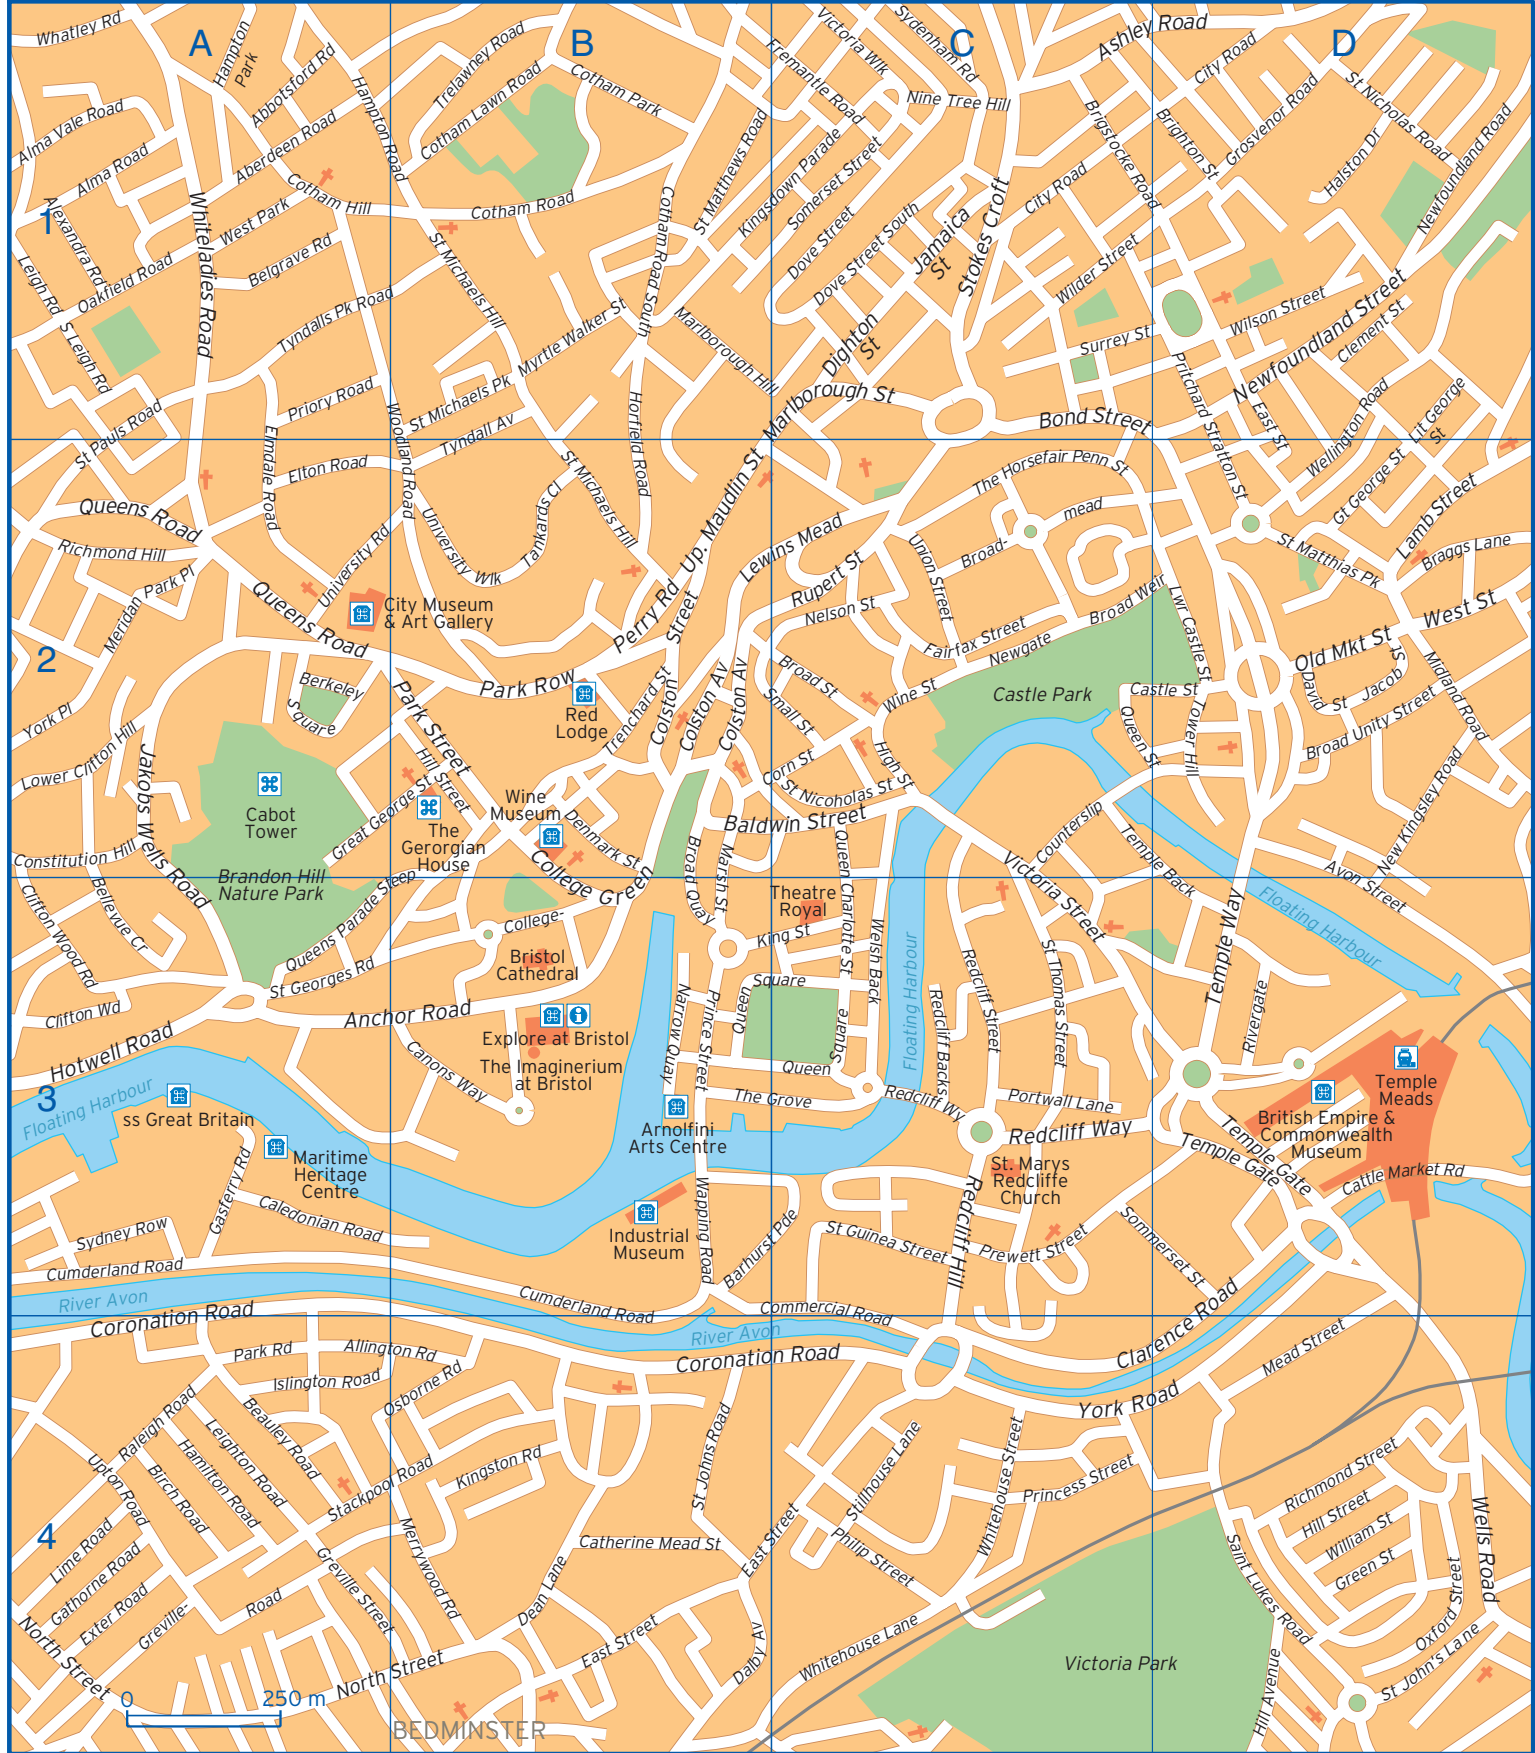 A
B
C
D
1
2
3
4
Whatley Rd
Hampton
Park
Abbotsford Rd
Hampton Road
Trelawney Road
Cotham Lawn Road
Cotham Park
Victoria Wlk
Sydenham Rd
Fremantle Road
Nine Tree Hill
Ashley Road
City Road
St Nicholas Road
Alma Vale Road
Alma Road
Aberdeen Road
Cotham Hill
Cotham Road
St Matthews Road
Kingsdown Parade
Somerset Street
Dove Street
Dove Street South
Jamaica
St
Stokes Croft
City Road
Brigstocke Road
Brighton St
Grosvenor Road
Halston Dr
Newfoundland Road
Alexandra Rd
Whiteladies Road
West Park
Oakfield Road
Belgrave Rd
Leigh Rd
S Leigh Rd
Tyndalls Pk Road
St Michaels Hill
Cotham Road South
Myrtle Walker St
Marlborough Hill
Dighton
St
Wilder Street
Surrey St
Wilson Street
Newfoundland Street
Clement St
Priory Road
St Michaels Pk
Marlborough St
Bond Street
Pritchard Stratton St
East St
Wellington Road
Lit George
St
St Pauls Road
Elmdale Road
Elton Road
Woodland Road
Tyndall Av
Horfield Road
St Michaels Hill
Up. Maudlin St
The Horsefair Penn St
Gt George St
Lamb Street
Queens Road
Richmond Hill
University Rd
University Wlk
Tankards Cl
Lewins Mead
Rupert St
Nelson St
Union Street
Broad-
mead
St Matthias Pk
Braggs Lane
Meridan
Park Pl
Queens Road
City Museum
& Art Gallery
Perry Rd
Street
Fairfax Street
Newgate
Broad Weir
Lwr Castle St
Old Mkt St
West St
Berkeley
Square
Park Row
Red
Lodge
Trenchard St
Colston
Colston Av
Colston Av
Broad St
Small St
Wine St
Castle Park
Castle St
Tower Hill
Queen St
David
St
Jacob
St
Midland Road
Broad Unity Street
York Pl
Lower Clifton Hill
Jakobs Wells Road
Park Street
Hill Street
Great George St
Cabot
Tower
The
Gerorgian
House
Wine
Museum
Denmark St
Corn St
St Nicoholas St
High St
Baldwin Street
Counterslip
Temple Back
New Kingsley Road
Constitution Hill
Brandon Hill
Nature Park
College Green
Broad Quay
Marsh St
Queen Charlotte St
Victoria Street
Avon Street
Clifton Wood Rd
Bellevue Cr
Queens Parade Steep
College-
Theatre
Royal
King St
Welsh Back
Floating Harbour
St Georges Rd
Bristol
Cathedral
Clifton Wd
Anchor Road
Explore at Bristol
The Imaginerium
at Bristol
Narrow Quay
Prince Street
Queen
Square
Square
Queen
Floating Harbour
Redcliff Backs
Redcliff Street
St Thomas Street
Temple Way
Rivergate
Hotwell Road
Canons Way
The Grove
Redcliff Wy
Portwall Lane
Redcliff Way
Temple
Meads
Floating Harbour
ss Great Britain
Maritime
Heritage
Centre
Arnolfini
Arts Centre
St. Marys
Redcliffe
Church
Temple Gate
Temple Gate
British Empire &
Commonwealth
Museum
Cattle Market Rd
Gasferry Rd
Caledonian Road
Sydney Row
Industrial
Museum
Wapping Road
Barhurst Pde
St Guinea Street
Redcliff Hill
Prewett Street
Sommerset St
Cumderland Road
River Avon
Coronation Road
Cumderland Road
River Avon
Commercial Road
Coronation Road
Clarence Road
York Road
Mead Street
Park Rd
Allington Rd
Islington Road
Osborne Rd
Raleigh Road
Beauley Road
Leighton Road
Hamilton Road
Birch Road
Upton Road
Stackpool Road
Kingston Rd
St Johns Road
Stillhouse Lane
Whitehouse Street
Princess Street
Richmond Street
Hill Street
William St
Green St
Wells Road
Lime Road
Gathorne Road
Exter Road
Greville-
Road
Greville Street
Merrywood Rd
Dean Lane
Catherine Mead St
East Street
Philip Street
Saint Lukes Road
Oxford Street
St John's Lane
North Street
North Street
East Street
Dalby Av
Whitehouse Lane
Victoria Park
Hill Avenue
0
250 m
BEDMINSTER